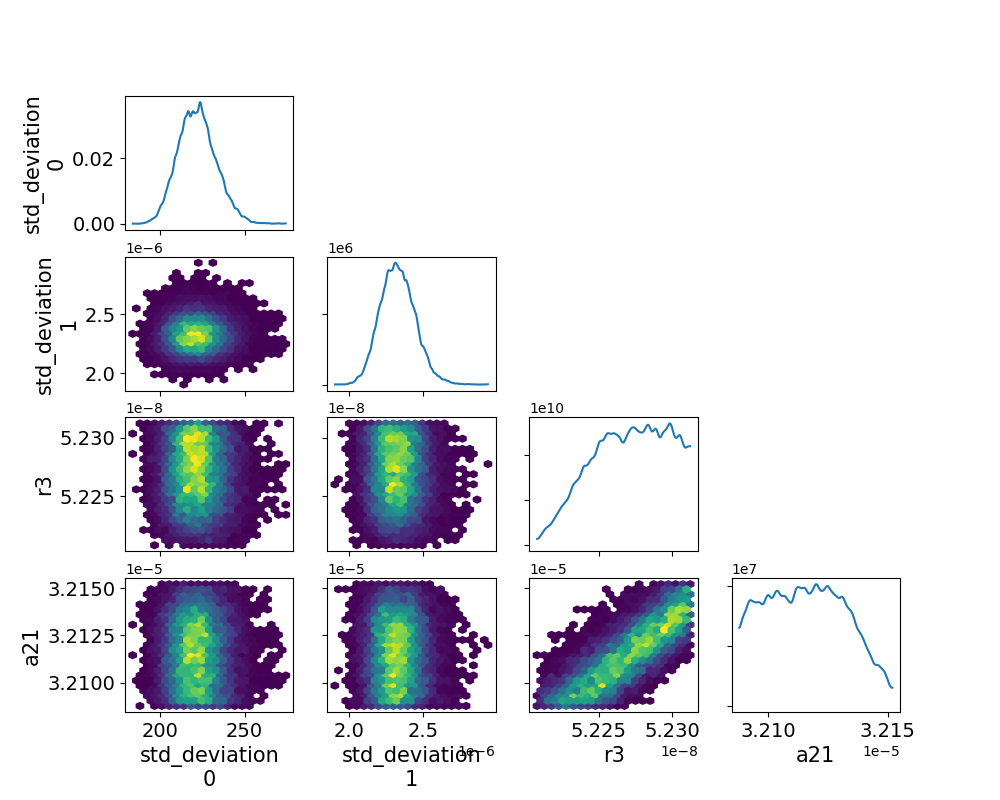 std_deviation
0
0.02
0.00
1e−6
1e6
std_deviation
1
2.5
2.0
1e−8
1e−8
1e10
r3
5.230
5.225
1e−5
1e−5
1e−5
1e7
a21
3.2150
3.2125
3.2100
200
250
2.0
2.5
5.225
5.230
3.210
3.215
1e−6
1e−8
1e−5
std_deviation
0
std_deviation
1
r3
a21